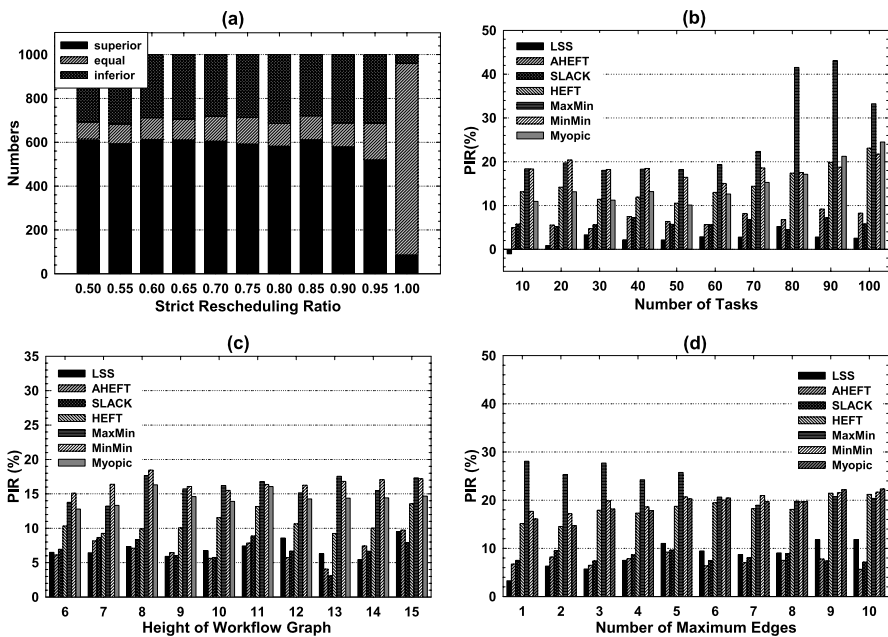 (a)
superior
equal
inferior
1000
800
600
400
200
0
Numbers
0.50 0.55 0.60 0.65 0.70 0.75 0.80 0.85 0.90 0.95 1.00
Strict Rescheduling Ratio
(b)
LSS
AHEFT
SLACK
HEFT
MaxMin
MinMin
Myopic
50
40
30
20
10
0
PIR(%)
10 20 30 40 50 60 70 80 90 100
Number of Tasks
(c)
LSS
AHEFT
SLACK
HEFT
MaxMin
MinMin
Myopic
35
30
25
20
15
10
5
0
PIR (%)
6 7 8 9 10 11 12 13 14 15
Height of Workflow Graph
(d)
LSS
AHEFT
SLACK
HEFT
MaxMin
MinMin
Myopic
50
40
30
20
10
0
PIR (%)
1 2 3 4 5 6 7 8 9 10
Number of Maximum Edges